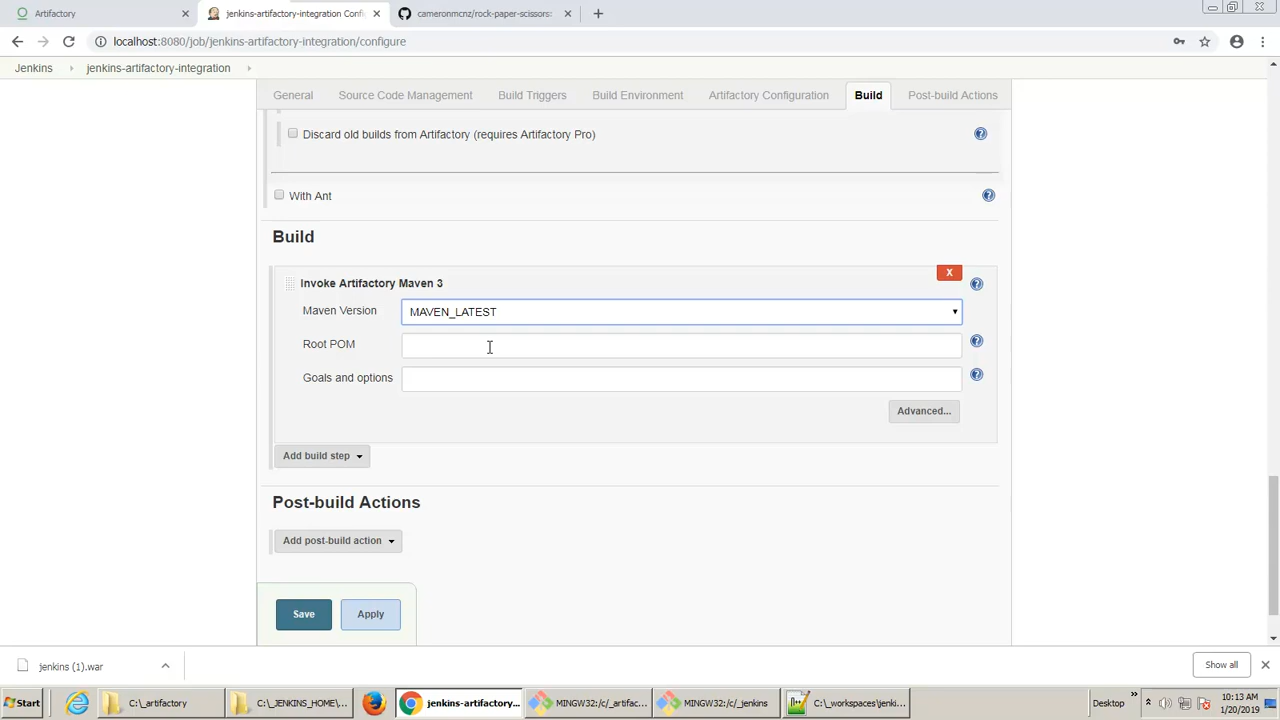 Artifactory
jenkins-artifactory-integration Confi
cameronmcnz/rock-paper-scissors:
localhost:8080/job/jenkins-artifactory-integration/configure
Jenkins jenkins-artifactory-integration
General Source Code Management Build Triggers Build Environment Artifactory Configuration Build Post-build Actions
Discard old builds from Artifactory (requires Artifactory Pro)
With Ant
Build
X
Invoke Artifactory Maven 3
Maven Version MAVEN_LATEST
Root POM
Goals and options
Advanced...
Add build step
Post-build Actions
Add post-build action
Save Apply
jenkins (1).war
Show all
Start C:\_artifactory C:\_JENKINS_HOME\... jenkins-artifactory... MINGW32:/c/_artifac... MINGW32:/c/_jenkins C:\_workspaces\jenki... Desktop » 10:13 AM
1/20/2019